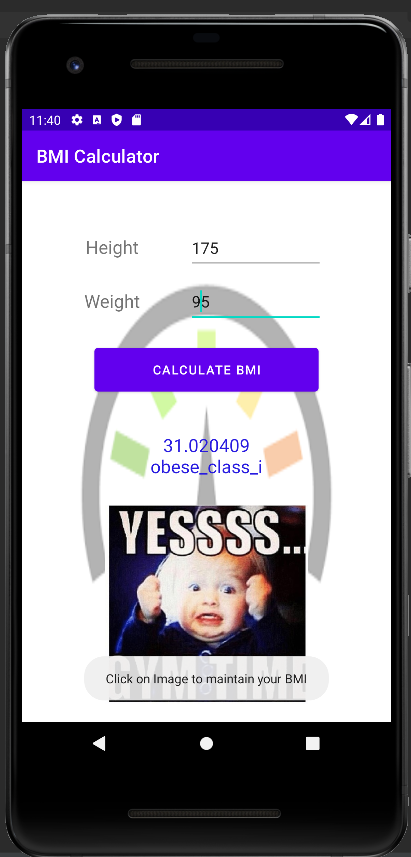 11:40
BMI Calculator
Height 175
Weight 95
CALCULATE BMI
31.020409
obese_class_i
YESSSS...
GYM TIME
Click on Image to maintain your BMI